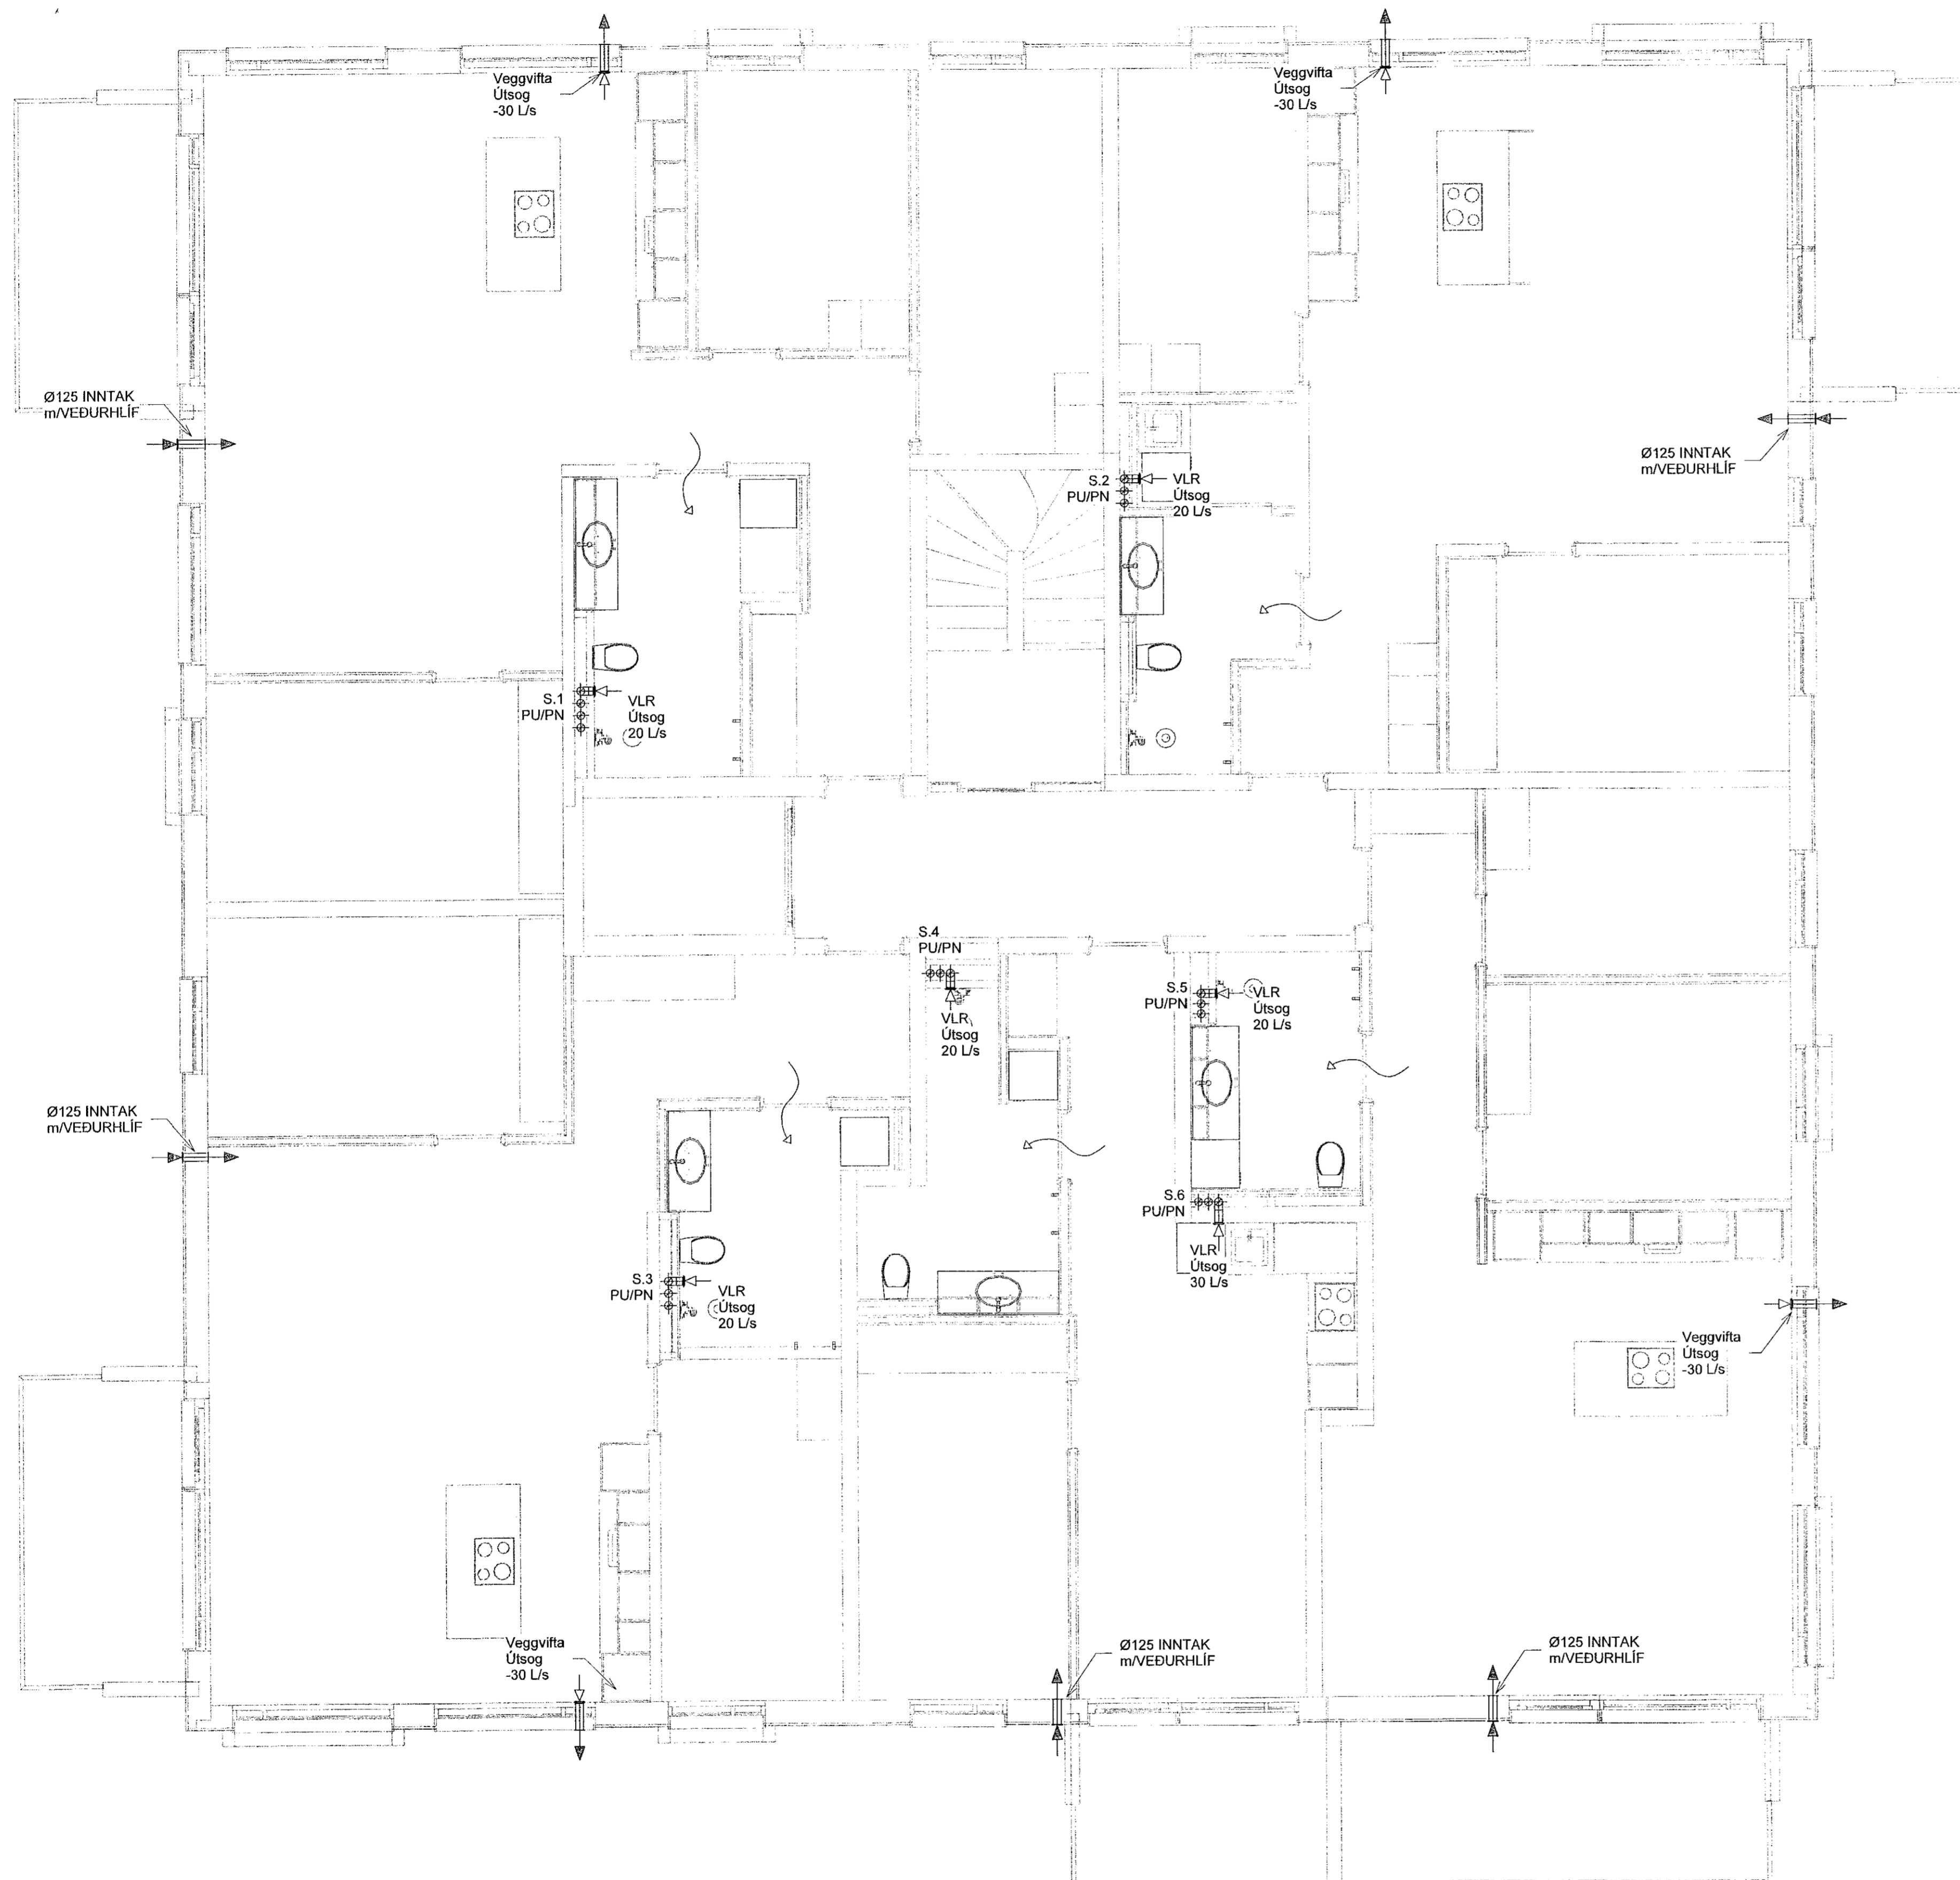 Veggvifta
Útsog
-30 L/s
Veggvifta
Útsog
-30 L/s
Ø125 INNTAK
m/VEÐURHLÍF
Ø125 INNTAK
m/VEÐURHLÍF
S.2
PU/PN
VLR
Útsog
20 L/s
S.1
PU/PN
VLR
Útsog
20 L/s
S.4
PU/PN
VLR
Útsog
20 L/s
S.5
PU/PN
VLR
Útsog
20 L/s
Ø125 INNTAK
m/VEÐURHLÍF
S.6
PU/PN
VLR
Útsog
30 L/s
S.3
PU/PN
VLR
Útsog
20 L/s
Veggvifta
Útsog
-30 L/s
Veggvifta
Útsog
-30 L/s
Ø125 INNTAK
m/VEÐURHLÍF
Ø125 INNTAK
m/VEÐURHLÍF